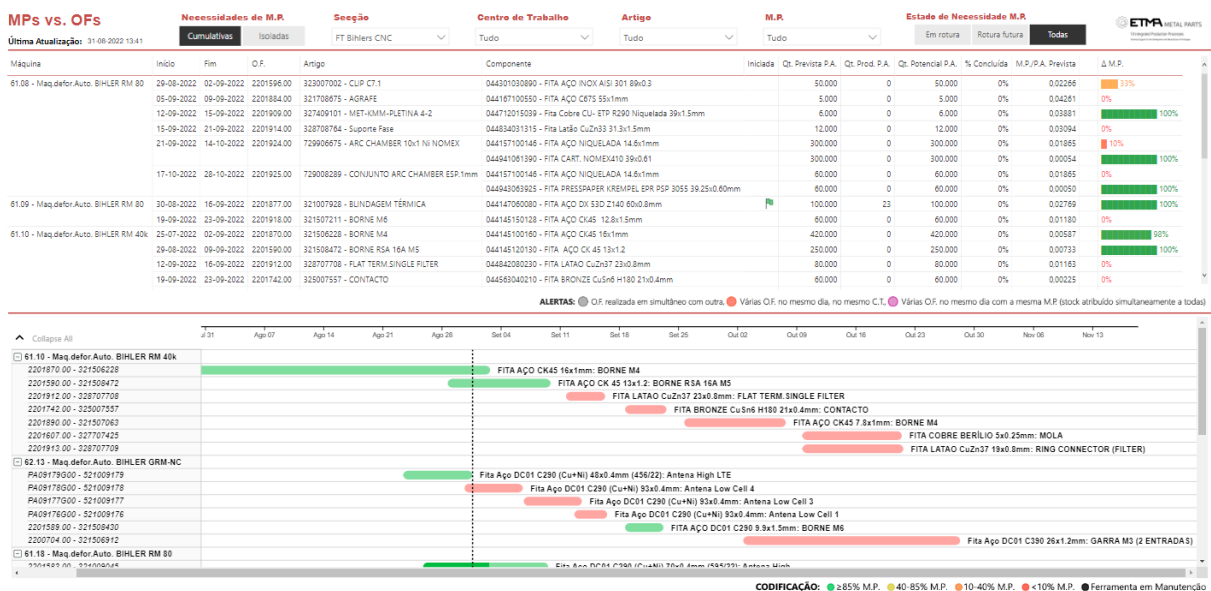 MPs vs. OFs
Última Atualização: 31-08-2022 13:41
Necessidades de M.P.
Cumulativas Isoladas
Secção
FT Bihlers CNC
Centro de Trabalho
Tudo
Artigo
Tudo
M.P.
Tudo
Estado de Necessidade M.P.
Em rotura Rotura futura Todas
ETMA METAL PARTS
Máquina Início Fim O.F. Artigo Componente Iniciada Qt. Prevista P.A. Qt. Prod. P.A. Qt. Potencial P.A. % Concluída M.P./P.A. Prevista Δ M.P.
61.08 - Maq.defor.Auto. BIHLER RM 80 29-08-2022 02-09-2022 2201596.00 323007002 - CLIP C7.1 044301030890 - FITA AÇO INOX AISI 301 89x0.3 50.000 0 50.000 0% 0.02266 33%
05-09-2022 09-09-2022 2201884.00 321708675 - AGRAFE 044167100550 - FITA AÇO C67S 55x1mm 5.000 0 5.000 0% 0.04261 0%
12-09-2022 15-09-2022 2201909.00 327409101 - MET-KMM-PLETINA 4-2 044712015039 - Fita Cobre CU- ETP R290 Niquelada 39x1.5mm 6.000 0 6.000 0% 0.03881 100%
15-09-2022 21-09-2022 2201914.00 328708764 - Suporte Fase 044834031315 - Fita Latão CuZn33 31.3x1.5mm 12.000 0 12.000 0% 0.03094 0%
21-09-2022 14-10-2022 2201924.00 729906675 - ARC CHAMBER 10x1 Ni NOMEX 044157100146 - FITA AÇO NIQUELADA 14.6x1mm 300.000 0 300.000 0% 0.01865 10%
044941061390 - FITA CART. NOMEX410 39x0.61 300.000 0 300.000 0% 0.00054 100%
17-10-2022 28-10-2022 2201925.00 729008289 - CONJUNTO ARC CHAMBER ESP.1mm 044157100146 - FITA AÇO NIQUELADA 14.6x1mm 60.000 0 60.000 0% 0.01865 0%
044943063925 - FITA PRESSPAPER KREMPEL EPR PSP 3055 39.25x0.60mm 60.000 0 60.000 0% 0.00050 100%
61.09 - Maq.defor.Auto. BIHLER RM 80 30-08-2022 16-09-2022 2201877.00 321007928 - BLINDAGEM TÉRMICA 044147060080 - FITA AÇO DX 53D Z140 60x0.8mm 100.000 23 100.000 0% 0.02769 100%
19-09-2022 23-09-2022 2201918.00 321507211 - BORNE M6 044145150128 - FITA AÇO CK45 12.8x1.5mm 60.000 0 60.000 0% 0.01180 0%
61.10 - Maq.defor.Auto. BIHLER RM 40k 25-07-2022 02-09-2022 2201870.00 321506228 - BORNE M4 044145100160 - FITA AÇO CK45 16x1mm 420.000 0 420.000 0% 0.00587 98%
29-08-2022 09-09-2022 2201590.00 321508472 - BORNE RSA 16A M5 044145120130 - FITA AÇO CK 45 13x1.2 250.000 0 250.000 0% 0.00733 100%
12-09-2022 16-09-2022 2201912.00 328707708 - FLAT TERM.SINGLE FILTER 044842080230 - FITA LATAO CuZn37 23x0.8mm 80.000 0 80.000 0% 0.01163 0%
19-09-2022 23-09-2022 2201742.00 325007557 - CONTACTO 044563040210 - FITA BRONZE CuSn6 H180 21x0.4mm 60.000 0 60.000 0% 0.00225 0%
ALERTAS: O.F. realizada em simultâneo com outra, Várias O.F. no mesmo dia, no mesmo C.T., Várias O.F. no mesmo dia com a mesma M.P. (stock atribuído simultaneamente a todas)
Collapse All
ul 31 Ago 07 Ago 14 Ago 21 Ago 28 Set 04 Set 11 Set 18 Set 25 Out 02 Out 09 Out 16 Out 23 Out 30 Nov 06 Nov 13
61.10 - Maq.defor.Auto. BIHLER RM 40k
2201870.00 - 321506228 FITA AÇO CK45 16x1mm: BORNE M4
2201590.00 - 321508472 FITA AÇO CK 45 13x1.2: BORNE RSA 16A M5
2201912.00 - 328707708 FITA LATAO CuZn37 23x0.8mm: FLAT TERM.SINGLE FILTER
2201742.00 - 325007557 FITA BRONZE CuSn6 H180 21x0.4mm: CONTACTO
2201890.00 - 321507063 FITA AÇO CK45 7.8x1mm: BORNE M4
2201607.00 - 327707425 FITA COBRE BERÍLIO 5x0.25mm: MOLA
2201913.00 - 328707709 FITA LATAO CuZn37 19x0.8mm: RING CONNECTOR (FILTER)
62.13 - Maq.defor.Auto. BIHLER GRM-NC
PA09179G00 - 521009179 Fita Aço DC01 C290 (Cu+Ni) 48x0.4mm (456/22): Antena High LTE
PA09178G00 - 521009178 Fita Aço DC01 C290 (Cu+Ni) 93x0.4mm: Antena Low Cell 4
PA09177G00 - 521009177 Fita Aço DC01 C290 (Cu+Ni) 93x0.4mm: Antena Low Cell 3
PA09176G00 - 521009176 Fita Aço DC01 C290 (Cu+Ni) 93x0.4mm: Antena Low Cell 1
2201589.00 - 321508430 FITA AÇO DC01 C290 9.9x1.5mm: BORNE M6
2200704.00 - 321506912 Fita Aço DC01 C390 26x1.2mm: GARRA M3 (2 ENTRADAS)
61.18 - Maq.defor.Auto. BIHLER RM 80
2201582.00 - 321009045 Fita Aço DC01 C290 (Cu+Ni) 70x0.4mm (595/22): Antena High
CODIFICAÇÃO: ≥85% M.P. 40-85% M.P. 10-40% M.P. <10% M.P. Ferramenta em Manutenção